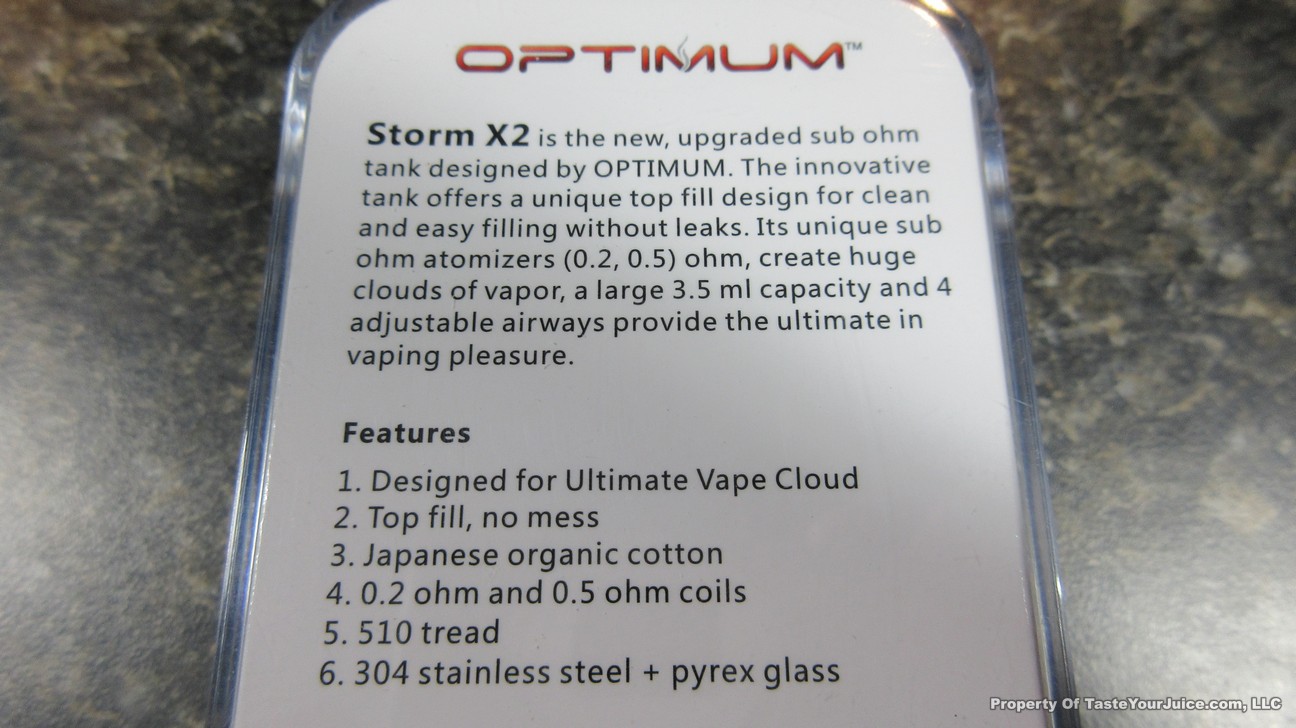 OPTIMUM™
Storm X2 is the new, upgraded sub ohm
tank designed by OPTIMUM. The innovative
tank offers a unique top fill design for clean
and easy filling without leaks. Its unique sub
ohm atomizers (0.2, 0.5) ohm, create huge
clouds of vapor, a large 3.5 ml capacity and 4
adjustable airways provide the ultimate in
vaping pleasure.
Features
1. Designed for Ultimate Vape Cloud
2. Top fill, no mess
3. Japanese organic cotton
4. 0.2 ohm and 0.5 ohm coils
5. 510 tread
6. 304 stainless steel + pyrex glass
Property Of TasteYourJuice.com, LLC